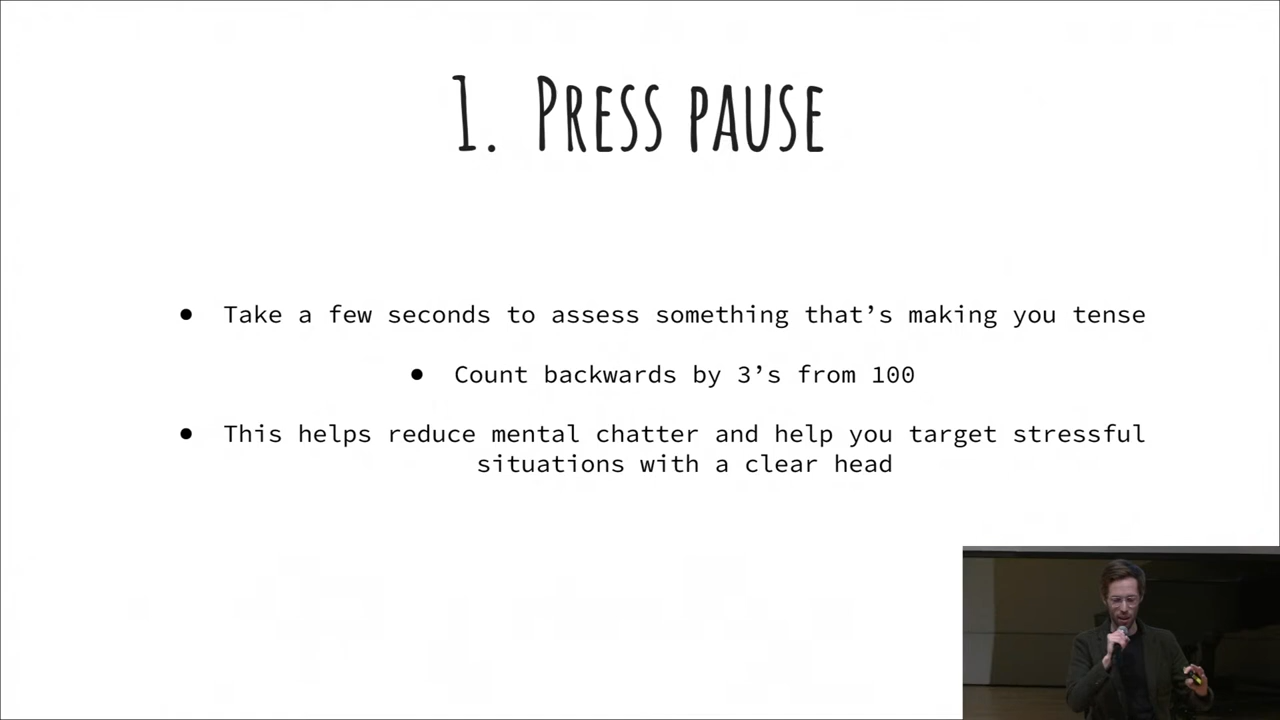 1. Press pause
● Take a few seconds to assess something that’s making you tense
● Count backwards by 3’s from 100
● This helps reduce mental chatter and help you target stressful
situations with a clear head